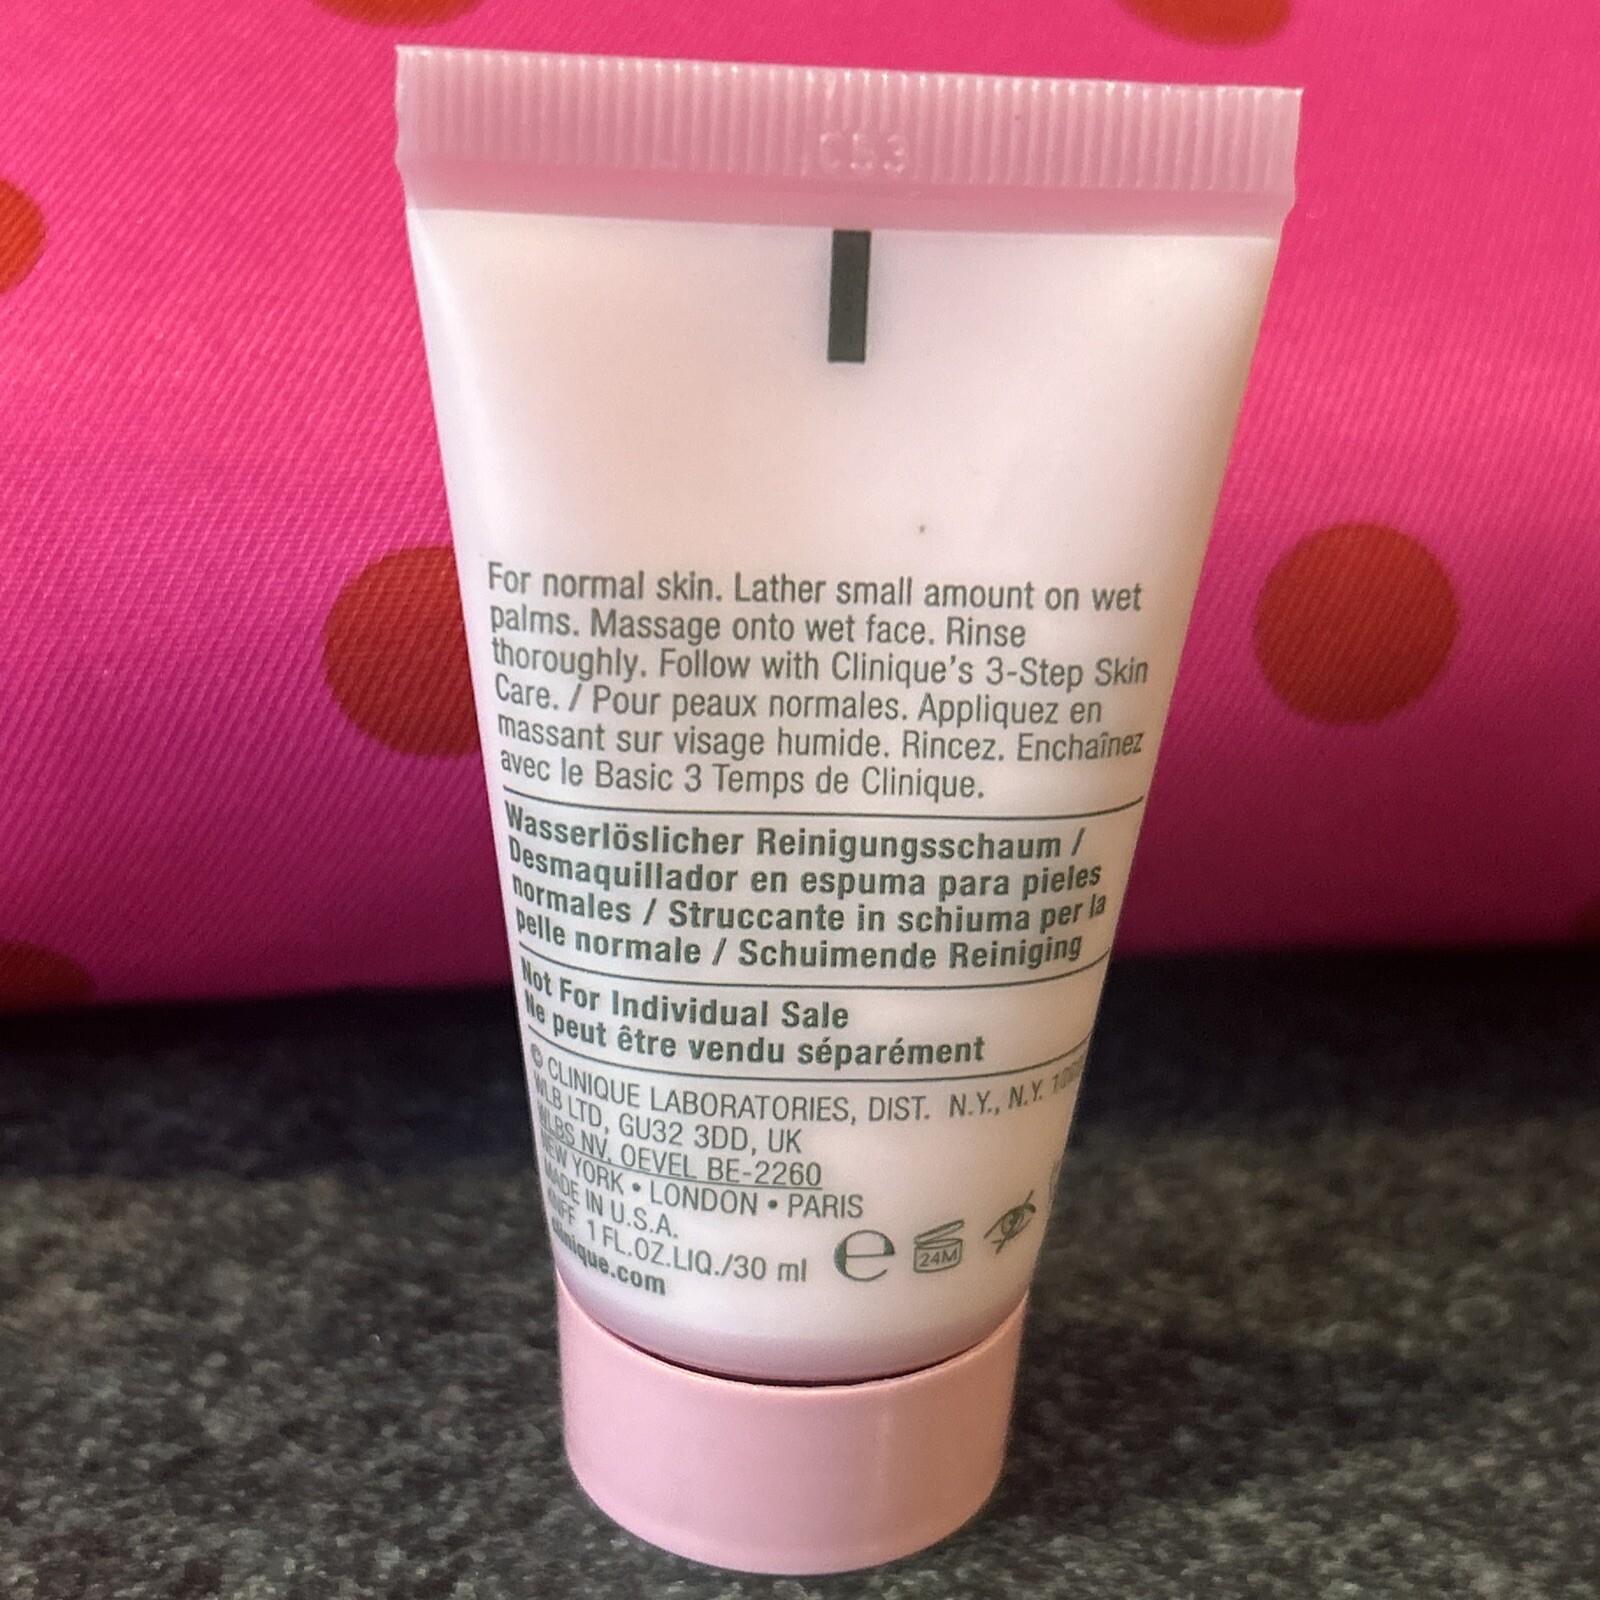 For normal skin. Lather small amount on wet
palms. Massage onto wet face. Rinse
thoroughly. Follow with Clinique's 3-Step Skin
Care. / Pour peaux normales. Appliquez en
massant sur visage humide. Rincez. Enchaînez
avec le Basic 3 Temps de Clinique.
Wasserlöslicher Reinigungsschaum /
Desmaquillador en espuma para pieles
normales / Struccante in schiuma per la
pelle normale / Schuimende Reiniging
Not For Individual Sale
Ne peut être vendu séparément
© CLINIQUE LABORATORIES, DIST. N.Y., N.Y.
WLB LTD, GU32 3DD, UK
WLBS NV, OEVEL BE-2260
NEW YORK • LONDON • PARIS
MADE IN U.S.A.
1 FL.OZ.LIQ./30 ml e 24M
clinique.com